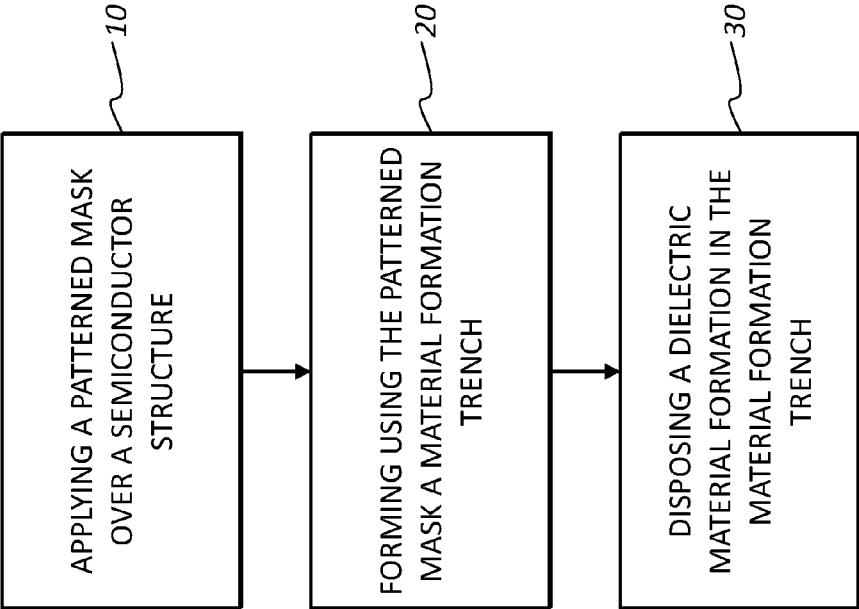 10
APPLYING A PATTERNED MASK
OVER A SEMICONDUCTOR
STRUCTURE
20
FORMING USING THE PATTERNED
MASK A MATERIAL FORMATION
TRENCH
30
DISPOSING A DIELECTRIC
MATERIAL FORMATION IN THE
MATERIAL FORMATION
TRENCH